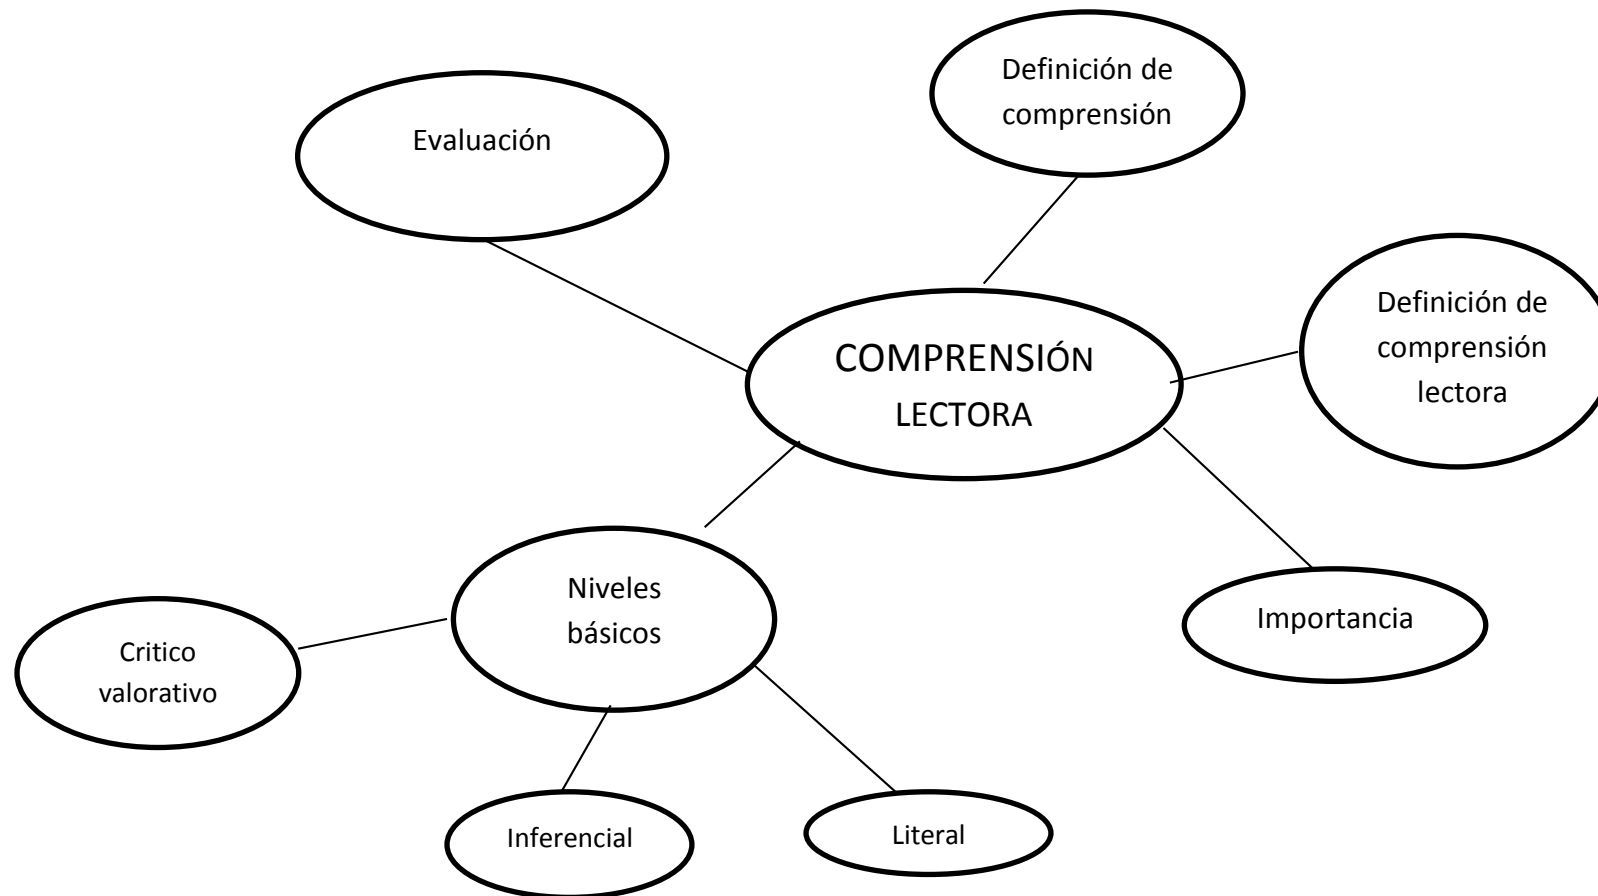 Definición de
comprensión
Evaluación
Definición de
comprensión
lectora
COMPRENSIÓN
LECTORA
Niveles
básicos
Importancia
Critico
valorativo
Inferencial
Literal